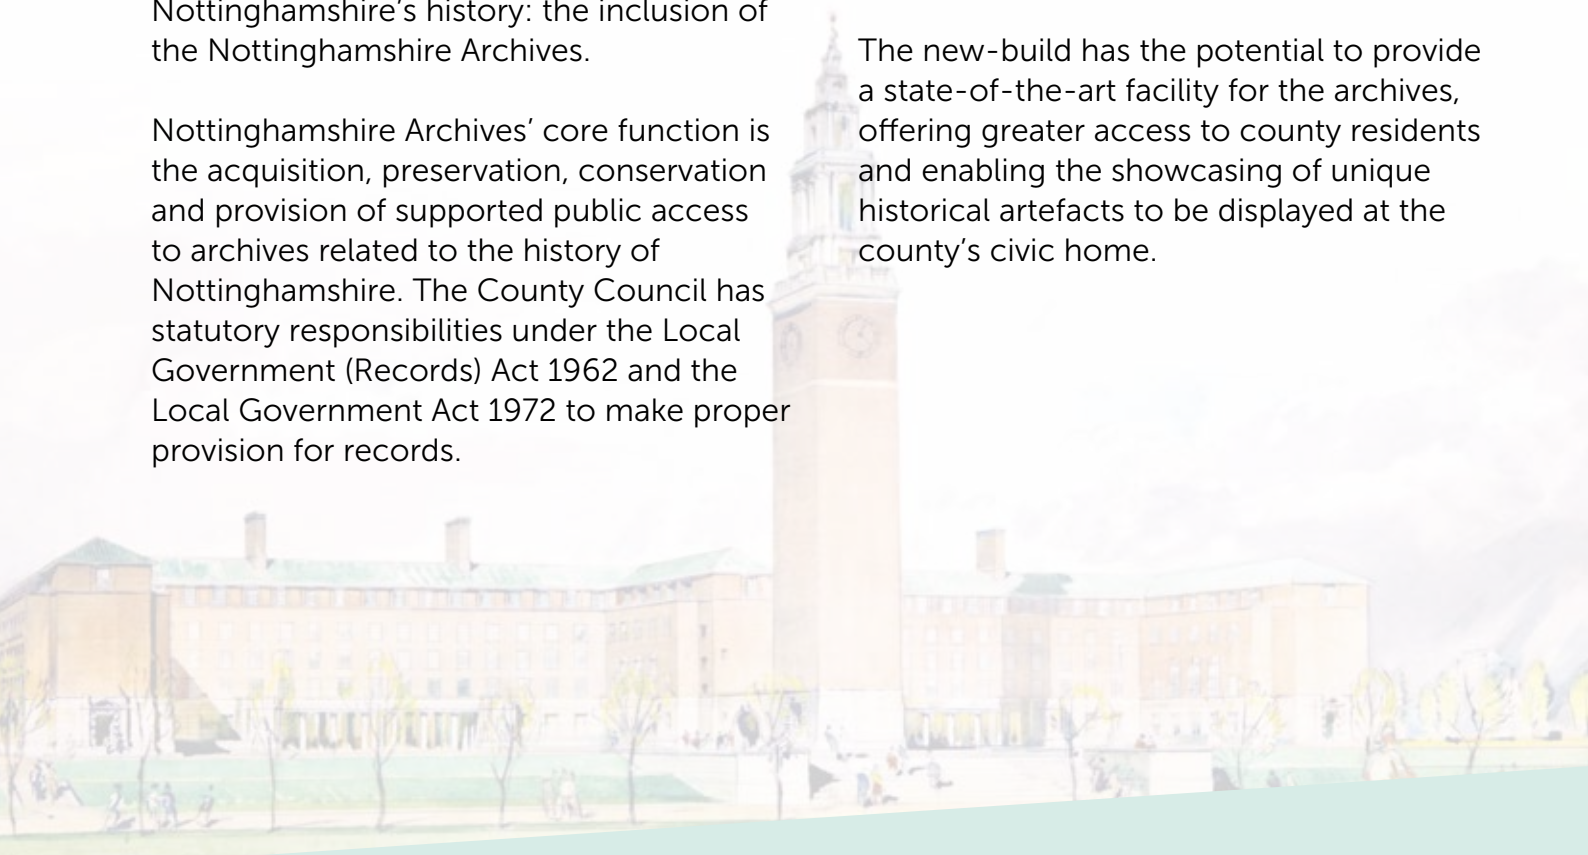 Nottinghamshire’s history: the inclusion of
the Nottinghamshire Archives.
Nottinghamshire Archives’ core function is
the acquisition, preservation, conservation
and provision of supported public access
to archives related to the history of
Nottinghamshire. The County Council has
statutory responsibilities under the Local
Government (Records) Act 1962 and the
Local Government Act 1972 to make proper
provision for records.
The new-build has the potential to provide
a state-of-the-art facility for the archives,
offering greater access to county residents
and enabling the showcasing of unique
historical artefacts to be displayed at the
county’s civic home.